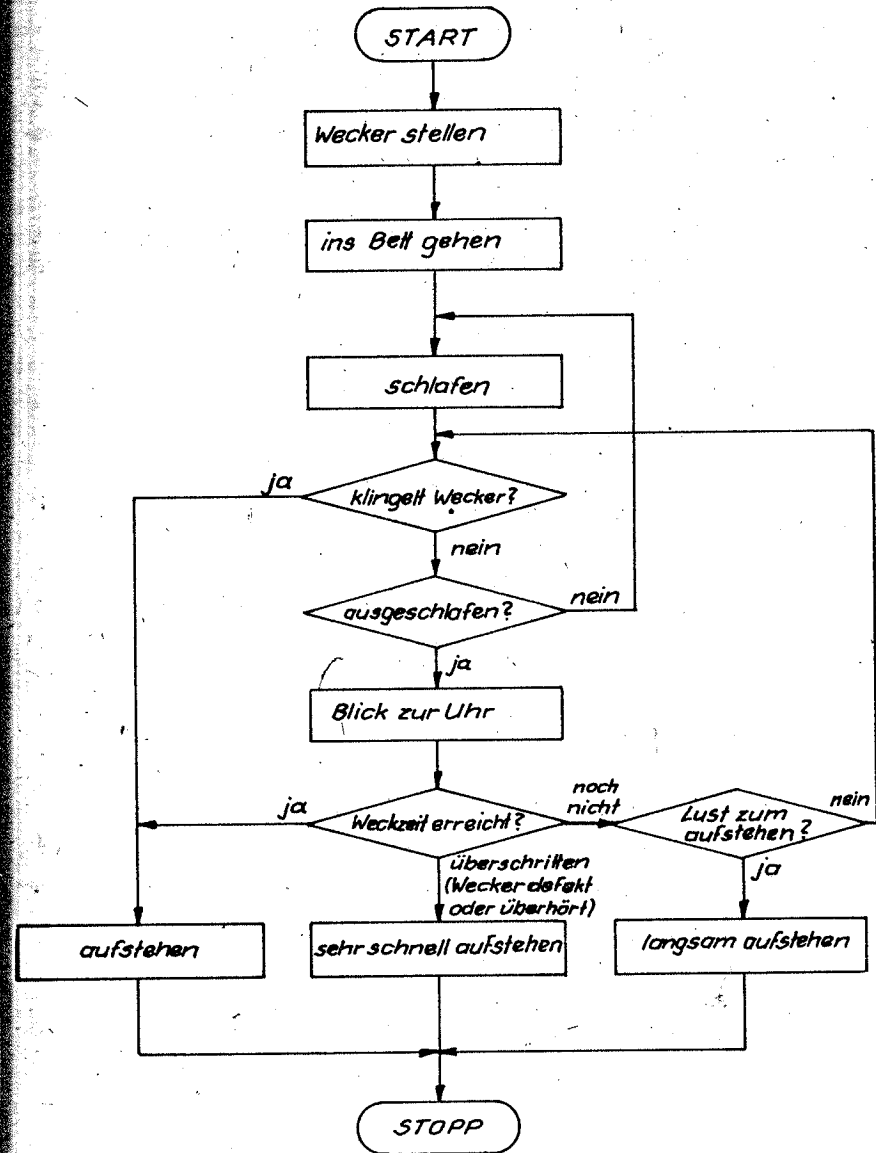 START
Wecker stellen
ins Bett gehen
schlafen
ja
klingelt Wecker?
nein
ausgeschlafen?
nein
ja
Blick zur Uhr
ja
Weckzeit erreicht?
noch
nicht
Lust zum
aufstehen?
nein
überschritten
(Wecker defekt
oder überhört)
ja
aufstehen
sehr schnell aufstehen
langsam aufstehen
STOPP